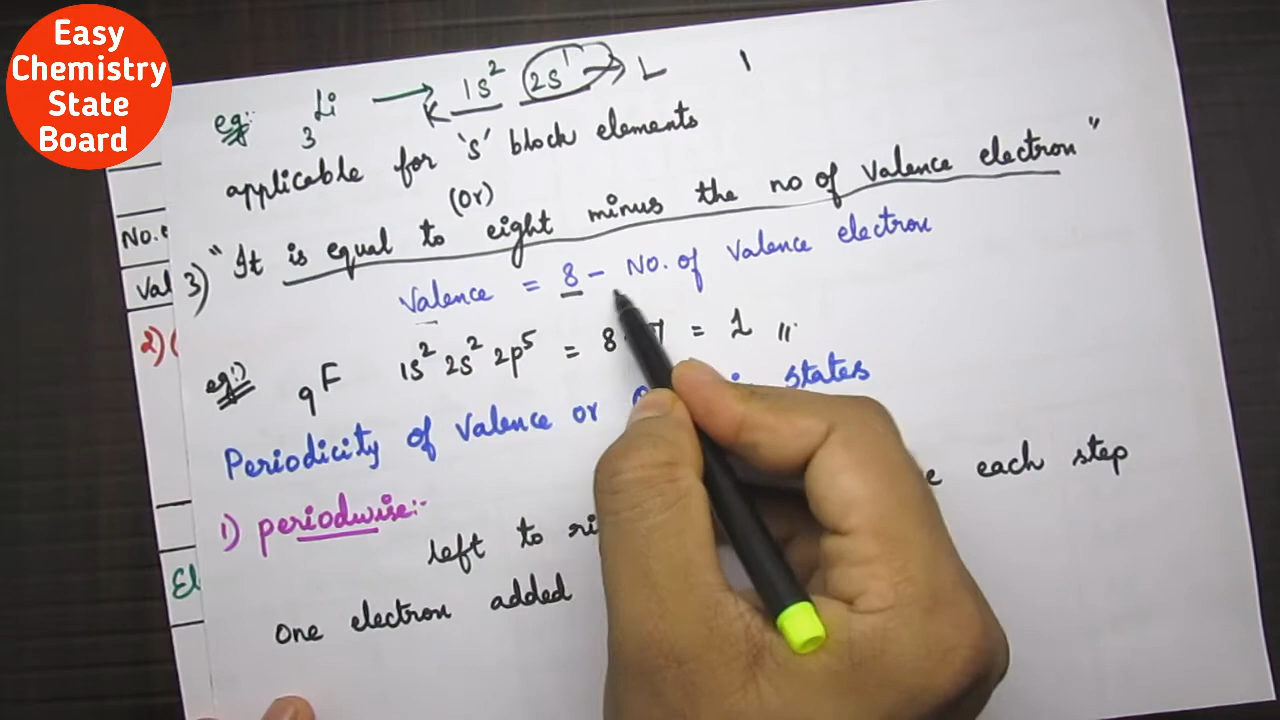 Easy
Chemistry
State
Board
eg:- ₃Li → K 1s² 2s¹ → L 1
applicable for 's' block elements
(or)
3) "It is equal to eight minus the no of valence electron"
Valence = 8 - No. of valence electron
eg:-) ₉F 1s² 2s² 2p⁵ = 8 - 7 = 1 //.
Periodicity of Valence or states
1) periodwise:-
left to each step
One electron added
No.
Val
2)
El